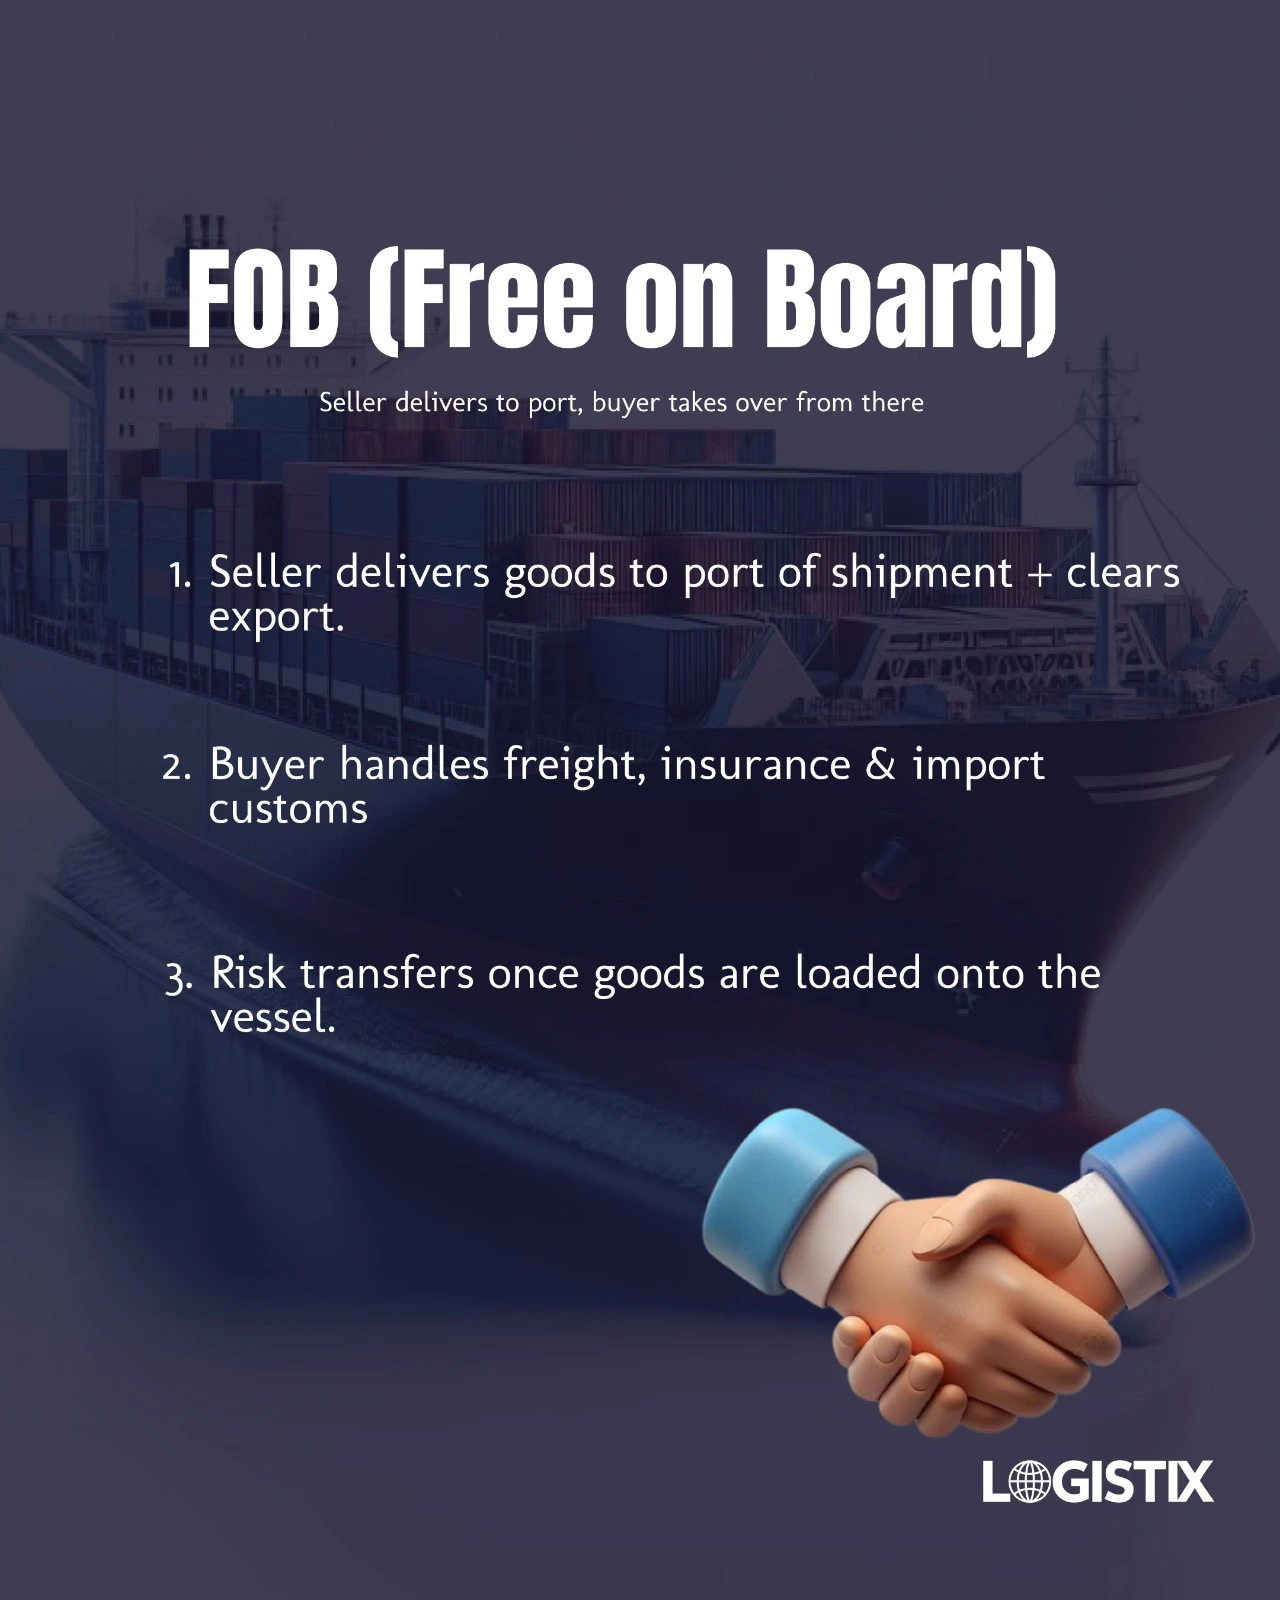 FOB (Free on Board)
Seller delivers to port, buyer takes over from there
1. Seller delivers goods to port of shipment + clears
export.
2. Buyer handles freight, insurance & import
customs
3. Risk transfers once goods are loaded onto the
vessel.
LOGISTIX